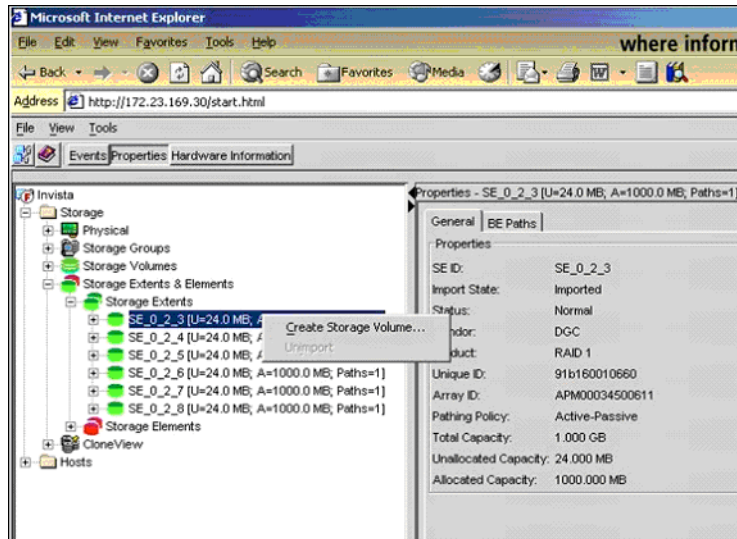 Microsoft Internet Explorer
File Edit View Favorites Tools Help
where inform
Back Search Favorites Media
Address http://172.23.169.30/start.html
File View Tools
Events Properties Hardware Information
Invista
Storage
Physical
Storage Groups
Storage Volumes
Storage Extents & Elements
Storage Extents
SE_0_2_3 [U=24.0 MB; A
SE_0_2_4 [U=24.0 MB; A
SE_0_2_5 [U=24.0 MB; A
SE_0_2_6 [U=24.0 MB; A=1000.0 MB; Paths=1]
SE_0_2_7 [U=24.0 MB; A=1000.0 MB; Paths=1]
SE_0_2_8 [U=24.0 MB; A=1000.0 MB; Paths=1]
Storage Elements
CloneView
Hosts
Create Storage Volume...
Unimport
Properties - SE_0_2_3 [U=24.0 MB; A=1000.0 MB; Paths=1]
General BE Paths
Properties
SE ID: SE_0_2_3
Import State: Imported
Status: Normal
ndor: DGC
duct: RAID 1
Unique ID: 91b160010660
Array ID: APM00034500611
Pathing Policy: Active-Passive
Total Capacity: 1.000 GB
Unallocated Capacity: 24.000 MB
Allocated Capacity: 1000.000 MB